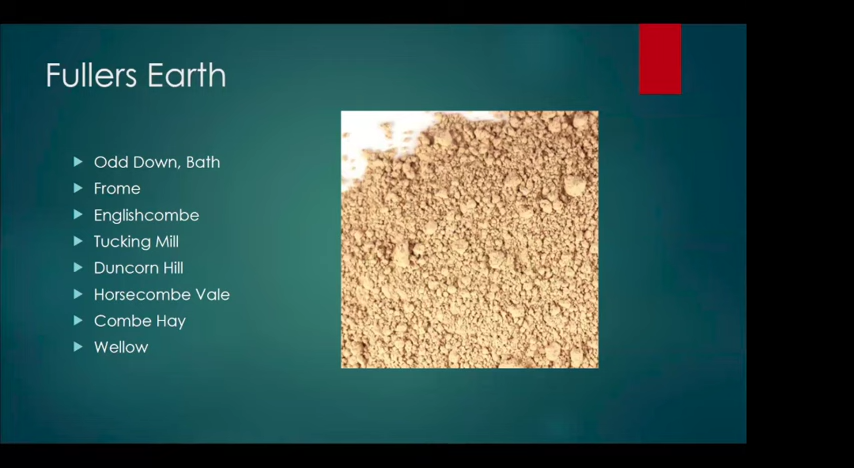 Fullers Earth
Odd Down, Bath
Frome
Englishcombe
Tucking Mill
Duncorn Hill
Horsecombe Vale
Combe Hay
Wellow